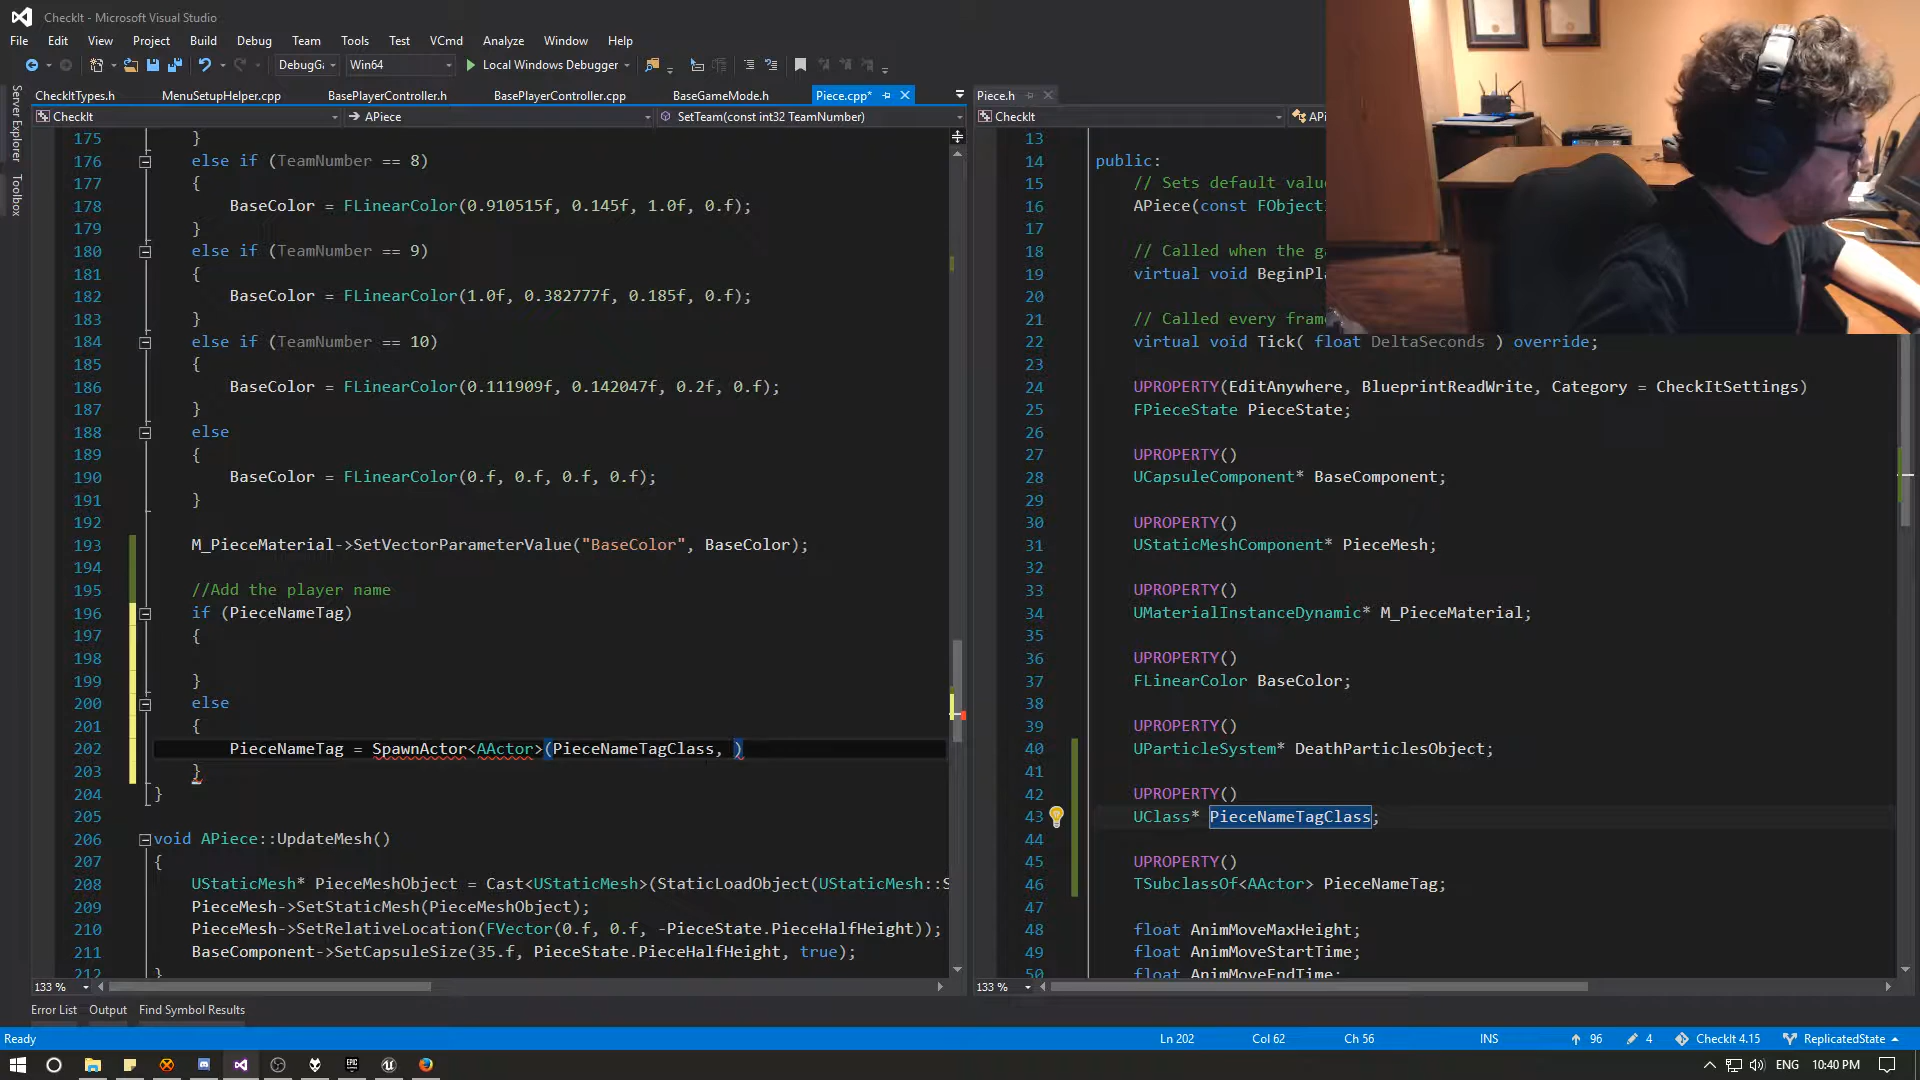 CheckIt - Microsoft Visual Studio
File Edit View Project Build Debug Team Tools Test VCmd Analyze Window Help
DebugG Win64 Local Windows Debugger
CheckItTypes.h MenuSetupHelper.cpp BasePlayerController.h BasePlayerController.cpp BaseGameMode.h Piece.cpp* Piece.h
CheckIt APiece SetTeam(const int32 TeamNumber) CheckIt
Server Explorer
Toolbox
175 }
176 else if (TeamNumber == 8)
177 {
178 BaseColor = FLinearColor(0.910515f, 0.145f, 1.0f, 0.f);
179 }
180 else if (TeamNumber == 9)
181 {
182 BaseColor = FLinearColor(1.0f, 0.382777f, 0.185f, 0.f);
183 }
184 else if (TeamNumber == 10)
185 {
186 BaseColor = FLinearColor(0.111909f, 0.142047f, 0.2f, 0.f);
187 }
188 else
189 {
190 BaseColor = FLinearColor(0.f, 0.f, 0.f, 0.f);
191 }
192
193 M_PieceMaterial->SetVectorParameterValue("BaseColor", BaseColor);
194
195 //Add the player name
196 if (PieceNameTag)
197 {
198
199 }
200 else
201 {
202 PieceNameTag = SpawnActor<AActor>(PieceNameTagClass, )
203 }
204 }
205
206 void APiece::UpdateMesh()
207 {
208 UStaticMesh* PieceMeshObject = Cast<UStaticMesh>(StaticLoadObject(UStaticMesh::S
209 PieceMesh->SetStaticMesh(PieceMeshObject);
210 PieceMesh->SetRelativeLocation(FVector(0.f, 0.f, -PieceState.PieceHalfHeight));
211 BaseComponent->SetCapsuleSize(35.f, PieceState.PieceHalfHeight, true);
212 }
13
14 public:
15 // Sets default valu
16 APiece(const FObject
17
18 // Called when the g
19 virtual void BeginPl
20
21 // Called every fram
22 virtual void Tick( float DeltaSeconds ) override;
23
24 UPROPERTY(EditAnywhere, BlueprintReadWrite, Category = CheckItSettings)
25 FPieceState PieceState;
26
27 UPROPERTY()
28 UCapsuleComponent* BaseComponent;
29
30 UPROPERTY()
31 UStaticMeshComponent* PieceMesh;
32
33 UPROPERTY()
34 UMaterialInstanceDynamic* M_PieceMaterial;
35
36 UPROPERTY()
37 FLinearColor BaseColor;
38
39 UPROPERTY()
40 UParticleSystem* DeathParticlesObject;
41
42 UPROPERTY()
43 UClass* PieceNameTagClass;
44
45 UPROPERTY()
46 TSubclassOf<AActor> PieceNameTag;
47
48 float AnimMoveMaxHeight;
49 float AnimMoveStartTime;
50 float AnimMoveEndTime;
133 % 133 %
Error List Output Find Symbol Results
Ready Ln 202 Col 62 Ch 56 INS 96 4 CheckIt 4.15 ReplicatedState
ENG 10:40 PM